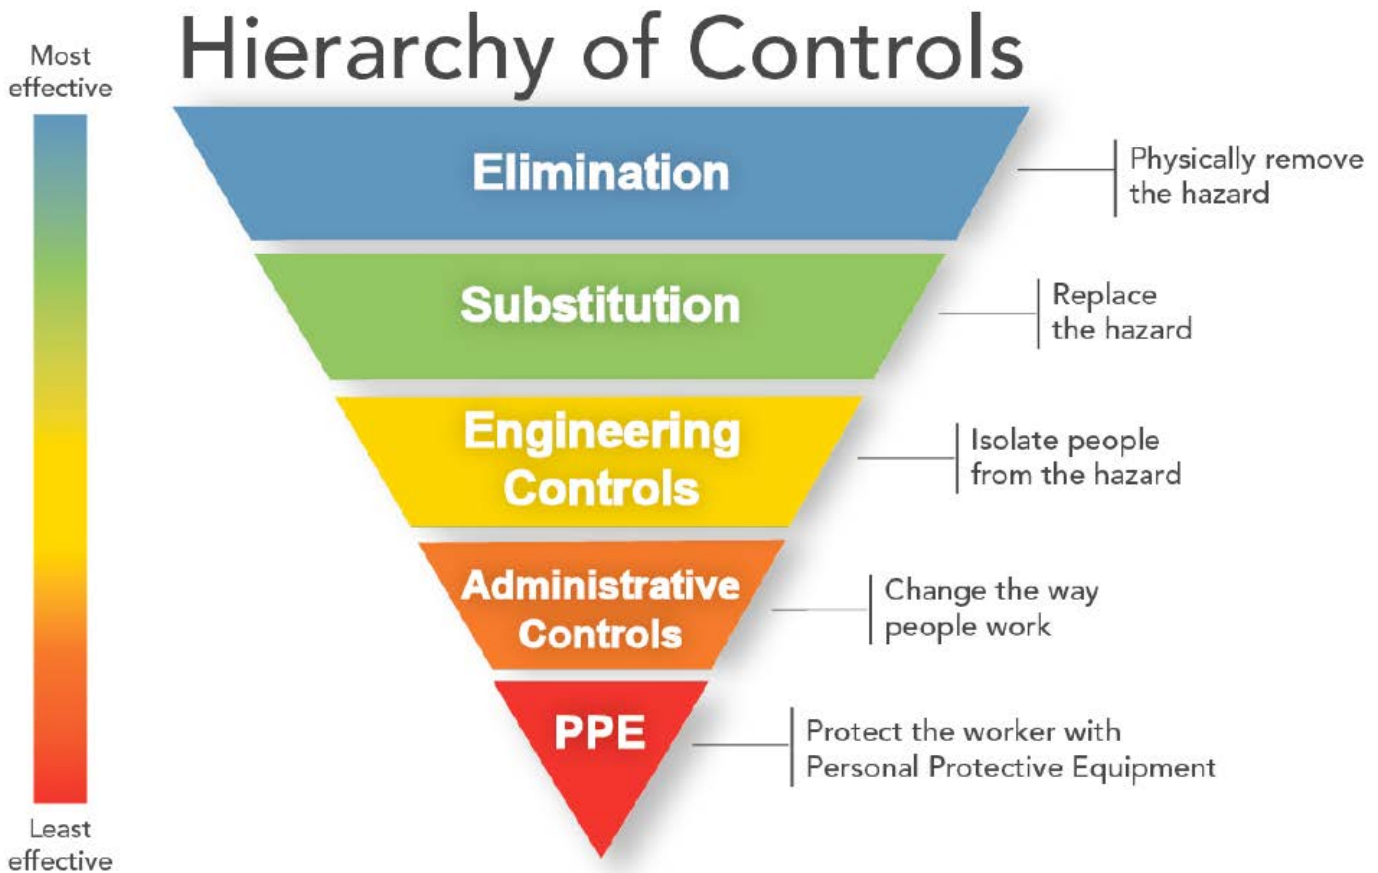 Hierarchy of Controls
Most
effective
Elimination
Physically remove
the hazard
Substitution
Replace
the hazard
Engineering
Controls
Isolate people
from the hazard
Administrative
Controls
Change the way
people work
PPE
Protect the worker with
Personal Protective Equipment
Least
effective